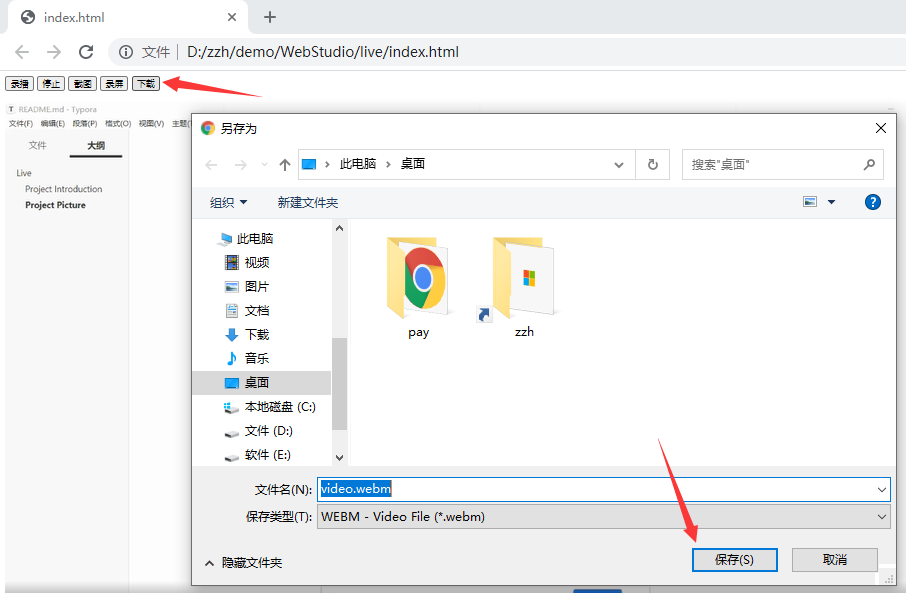 index.html
文件 D:/zzh/demo/WebStudio/live/index.html
录播 停止 截图 录屏 下载
T README.md - Typora
文件(F) 编辑(E) 段落(P) 格式(O) 视图(V) 主题(
文件 大纲
Live
Project Introduction
Project Picture
另存为
此电脑 › 桌面
搜索"桌面"
组织 新建文件夹
此电脑
视频
图片
文档
下载
音乐
桌面
本地磁盘 (C:)
文件 (D:)
软件 (E:)
pay
zzh
文件名(N): video.webm
保存类型(T): WEBM - Video File (*.webm)
隐藏文件夹
保存(S) 取消